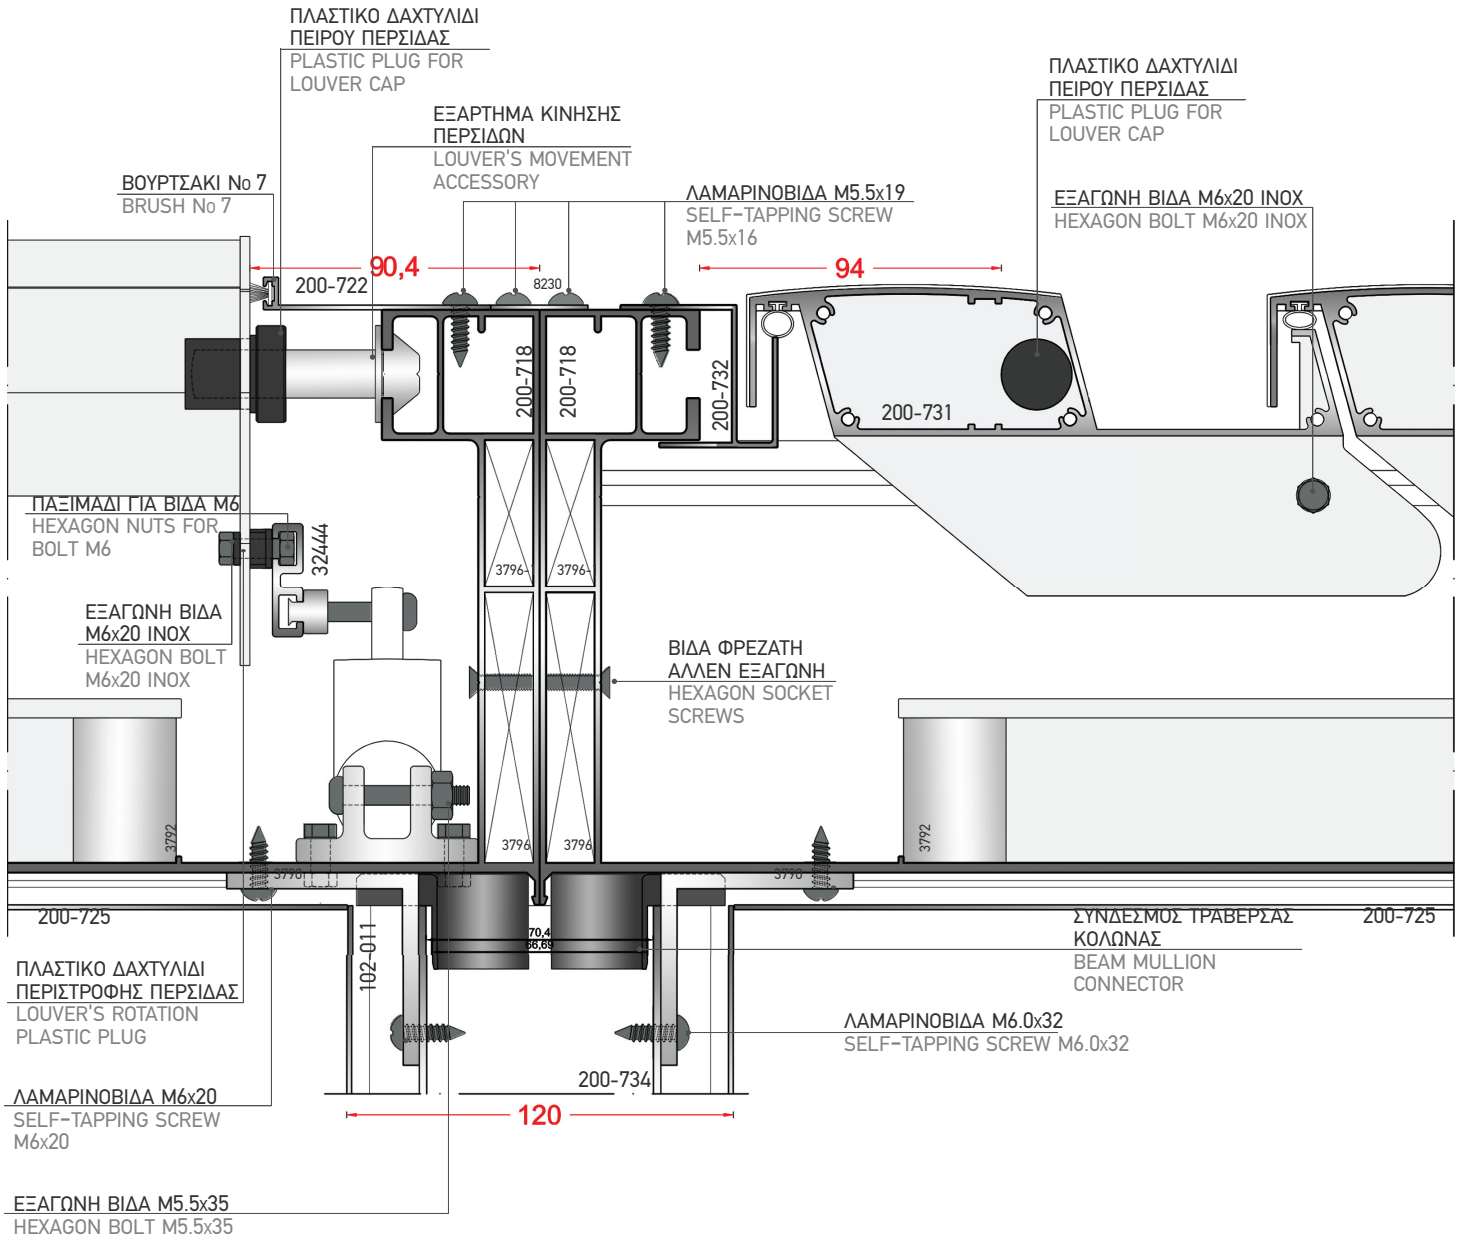 ΠΛΑΣΤΙΚΟ ΔΑΧΤΥΛΙΔΙ
ΠΕΙΡΟΥ ΠΕΡΣΙΔΑΣ
PLASTIC PLUG FOR
LOUVER CAP
ΠΛΑΣΤΙΚΟ ΔΑΧΤΥΛΙΔΙ
ΠΕΙΡΟΥ ΠΕΡΣΙΔΑΣ
PLASTIC PLUG FOR
LOUVER CAP
ΕΞΑΡΤΗΜΑ ΚΙΝΗΣΗΣ
ΠΕΡΣΙΔΩΝ
LOUVER'S MOVEMENT
ACCESSORY
ΒΟΥΡΤΣΑΚΙ Νο 7
BRUSH No 7
ΛΑΜΑΡΙΝΟΒΙΔΑ M5.5x19
SELF-TAPPING SCREW
M5.5x16
ΕΞΑΓΩΝΗ ΒΙΔΑ M6x20 INOX
HEXAGON BOLT M6x20 INOX
90,4
94
200-722
8230
200-718
200-718
200-732
200-731
ΠΑΞΙΜΑΔΙ ΓΙΑ ΒΙΔΑ M6
HEXAGON NUTS FOR
BOLT M6
32444
3796-
3796-
ΕΞΑΓΩΝΗ ΒΙΔΑ
M6x20 INOX
HEXAGON BOLT
M6x20 INOX
ΒΙΔΑ ΦΡΕΖΑΤΗ
ΑΛΛΕΝ ΕΞΑΓΩΝΗ
HEXAGON SOCKET
SCREWS
3792
3796
3796
3792
3790
3790
200-725
102-011
70,4
66,69
ΣΥΝΔΕΣΜΟΣ ΤΡΑΒΕΡΣΑΣ
ΚΟΛΩΝΑΣ
BEAM MULLION
CONNECTOR
200-725
ΠΛΑΣΤΙΚΟ ΔΑΧΤΥΛΙΔΙ
ΠΕΡΙΣΤΡΟΦΗΣ ΠΕΡΣΙΔΑΣ
LOUVER'S ROTATION
PLASTIC PLUG
ΛΑΜΑΡΙΝΟΒΙΔΑ M6.0x32
SELF-TAPPING SCREW M6.0x32
200-734
ΛΑΜΑΡΙΝΟΒΙΔΑ M6x20
SELF-TAPPING SCREW
M6x20
120
ΕΞΑΓΩΝΗ ΒΙΔΑ M5.5x35
HEXAGON BOLT M5.5x35